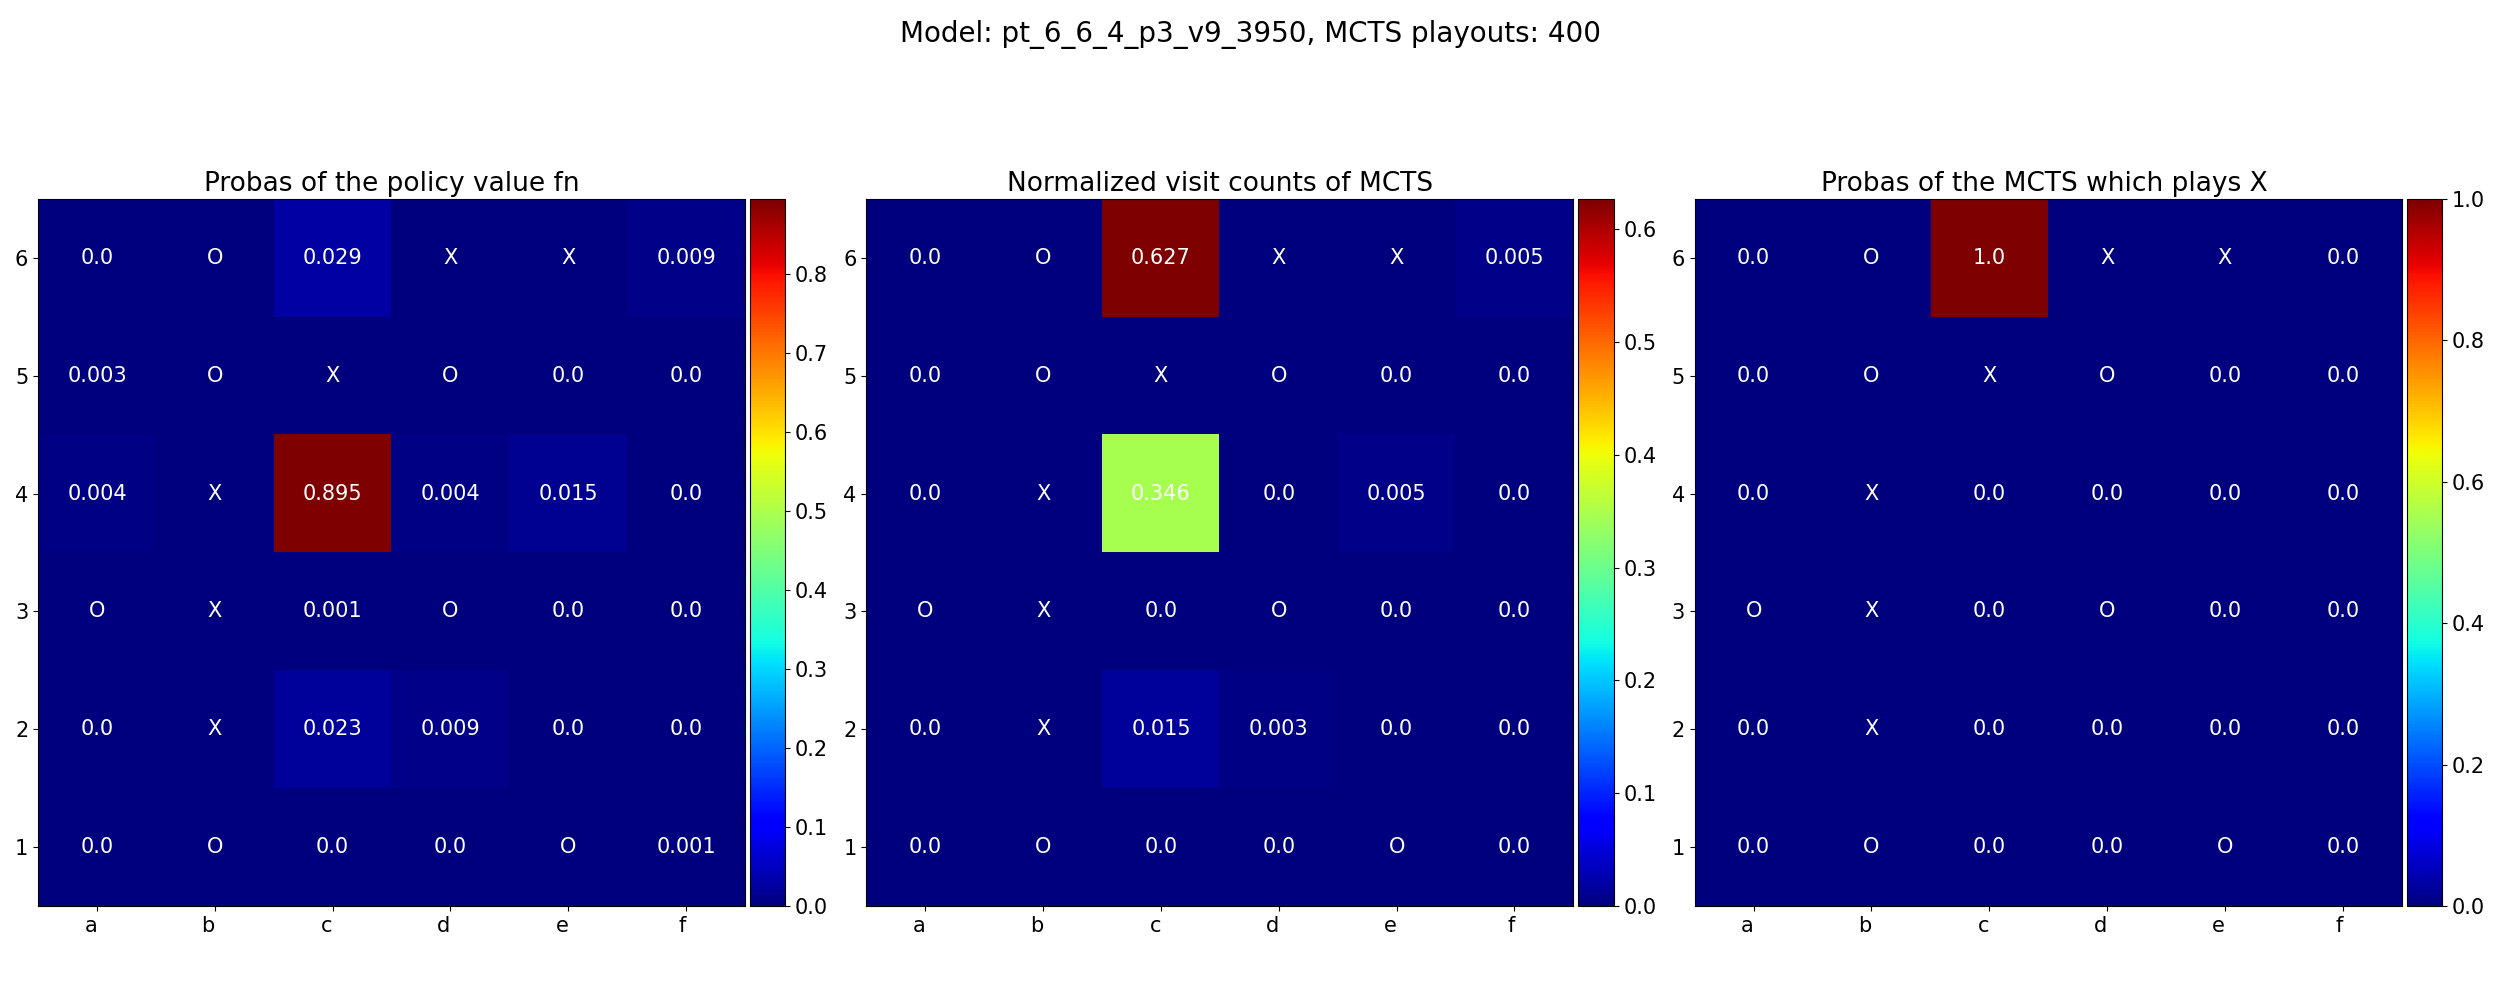 Model: pt_6_6_4_p3_v9_3950, MCTS playouts: 400
Probas of the policy value fn
6 0.0 O 0.029 X X 0.009
5 0.003 O X O 0.0 0.0
4 0.004 X 0.895 0.004 0.015 0.0
3 O X 0.001 O 0.0 0.0
2 0.0 X 0.023 0.009 0.0 0.0
1 0.0 O 0.0 0.0 O 0.001
a b c d e f
0.8
0.7
0.6
0.5
0.4
0.3
0.2
0.1
0.0
Normalized visit counts of MCTS
6 0.0 O 0.627 X X 0.005
5 0.0 O X O 0.0 0.0
4 0.0 X 0.346 0.0 0.005 0.0
3 O X 0.0 O 0.0 0.0
2 0.0 X 0.015 0.003 0.0 0.0
1 0.0 O 0.0 0.0 O 0.0
a b c d e f
0.6
0.5
0.4
0.3
0.2
0.1
0.0
Probas of the MCTS which plays X
6 0.0 O 1.0 X X 0.0
5 0.0 O X O 0.0 0.0
4 0.0 X 0.0 0.0 0.0 0.0
3 O X 0.0 O 0.0 0.0
2 0.0 X 0.0 0.0 0.0 0.0
1 0.0 O 0.0 0.0 O 0.0
a b c d e f
1.0
0.8
0.6
0.4
0.2
0.0